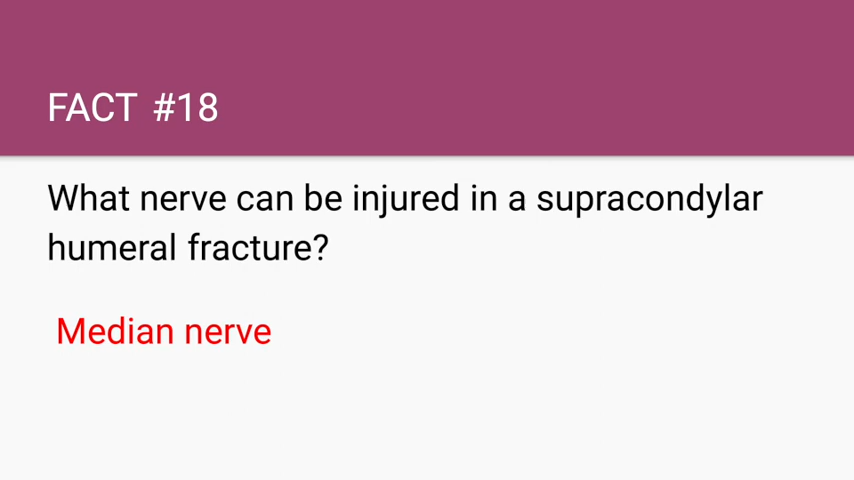 FACT #18
What nerve can be injured in a supracondylar
humeral fracture?
Median nerve